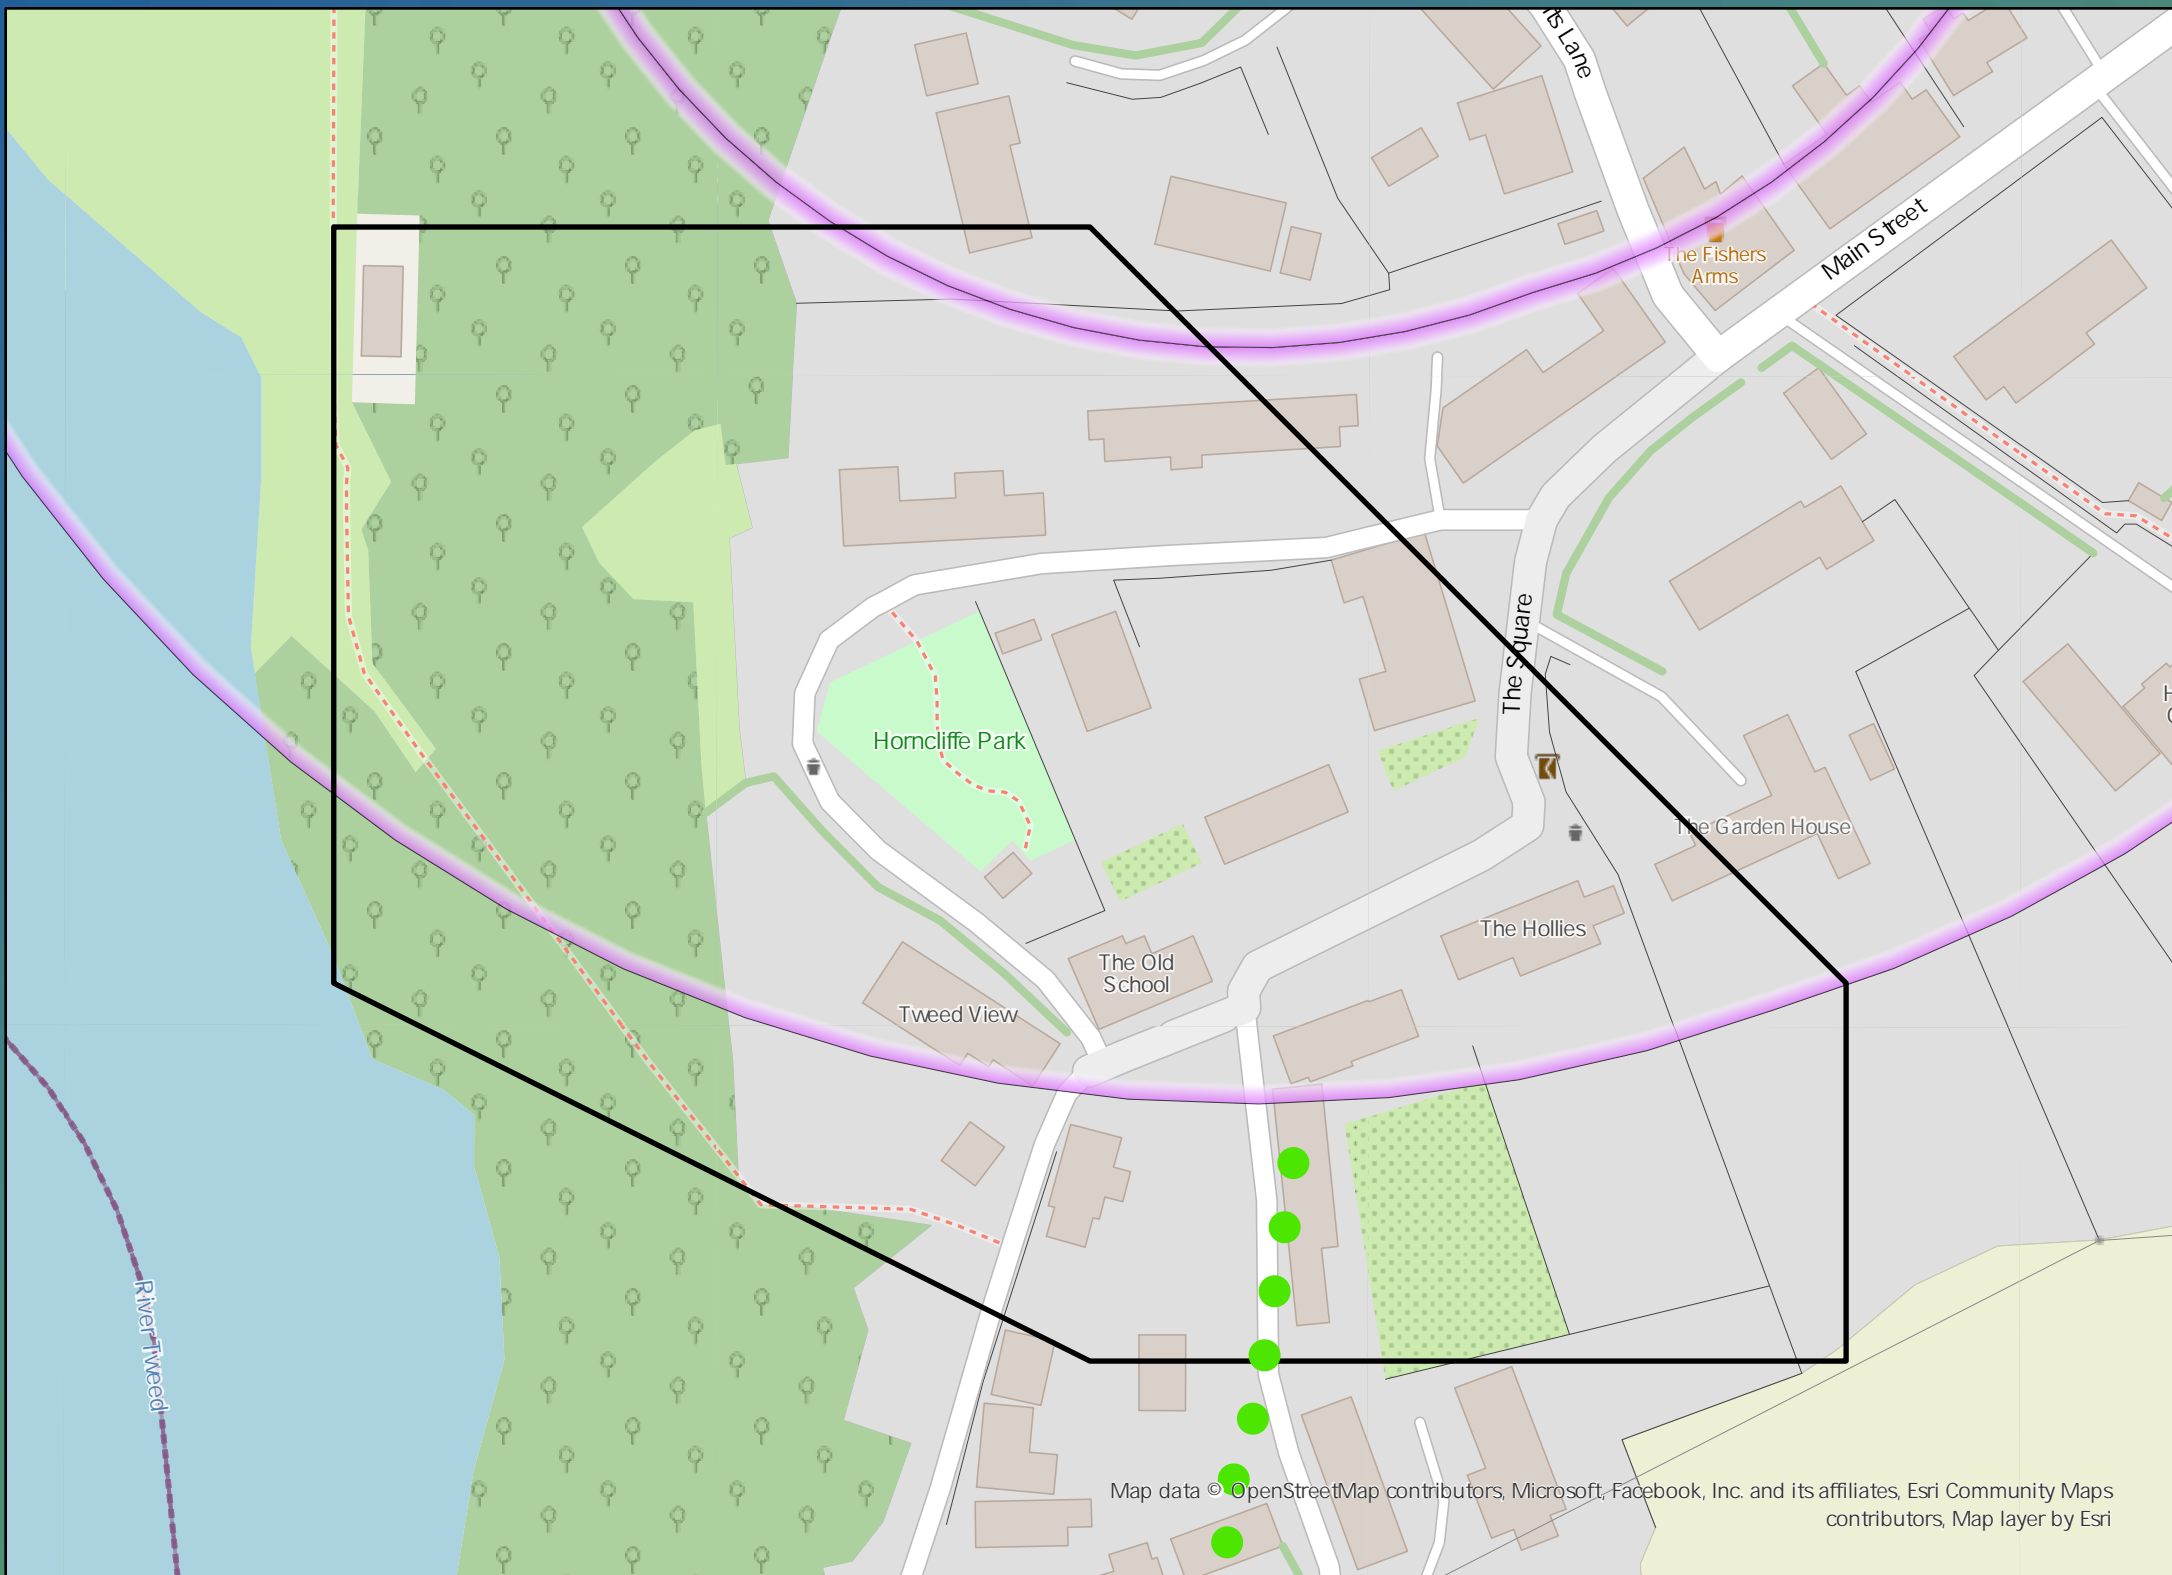 ts Lane
The Fishers
Arms
Main Street
The Square
Horncliffe Park
The Garden House
The Hollies
The Old
School
Tweed View
River Tweed
Map data © OpenStreetMap contributors, Microsoft, Facebook, Inc. and its affiliates, Esri Community Maps
contributors, Map layer by Esri